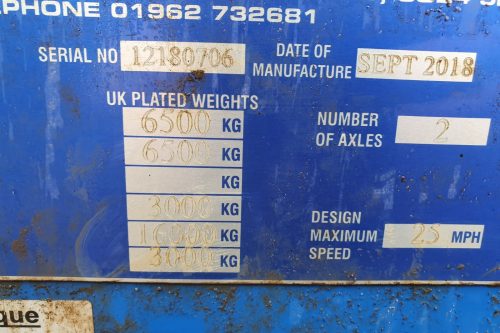 EPHONE 01962 732681
SERIAL NO 12180706
DATE OF MANUFACTURE SEPT 2018
UK PLATED WEIGHTS
6500 KG
6500 KG
KG
3000 KG
16000 KG
3000 KG
NUMBER OF AXLES 2
DESIGN MAXIMUM SPEED 25 MPH
que